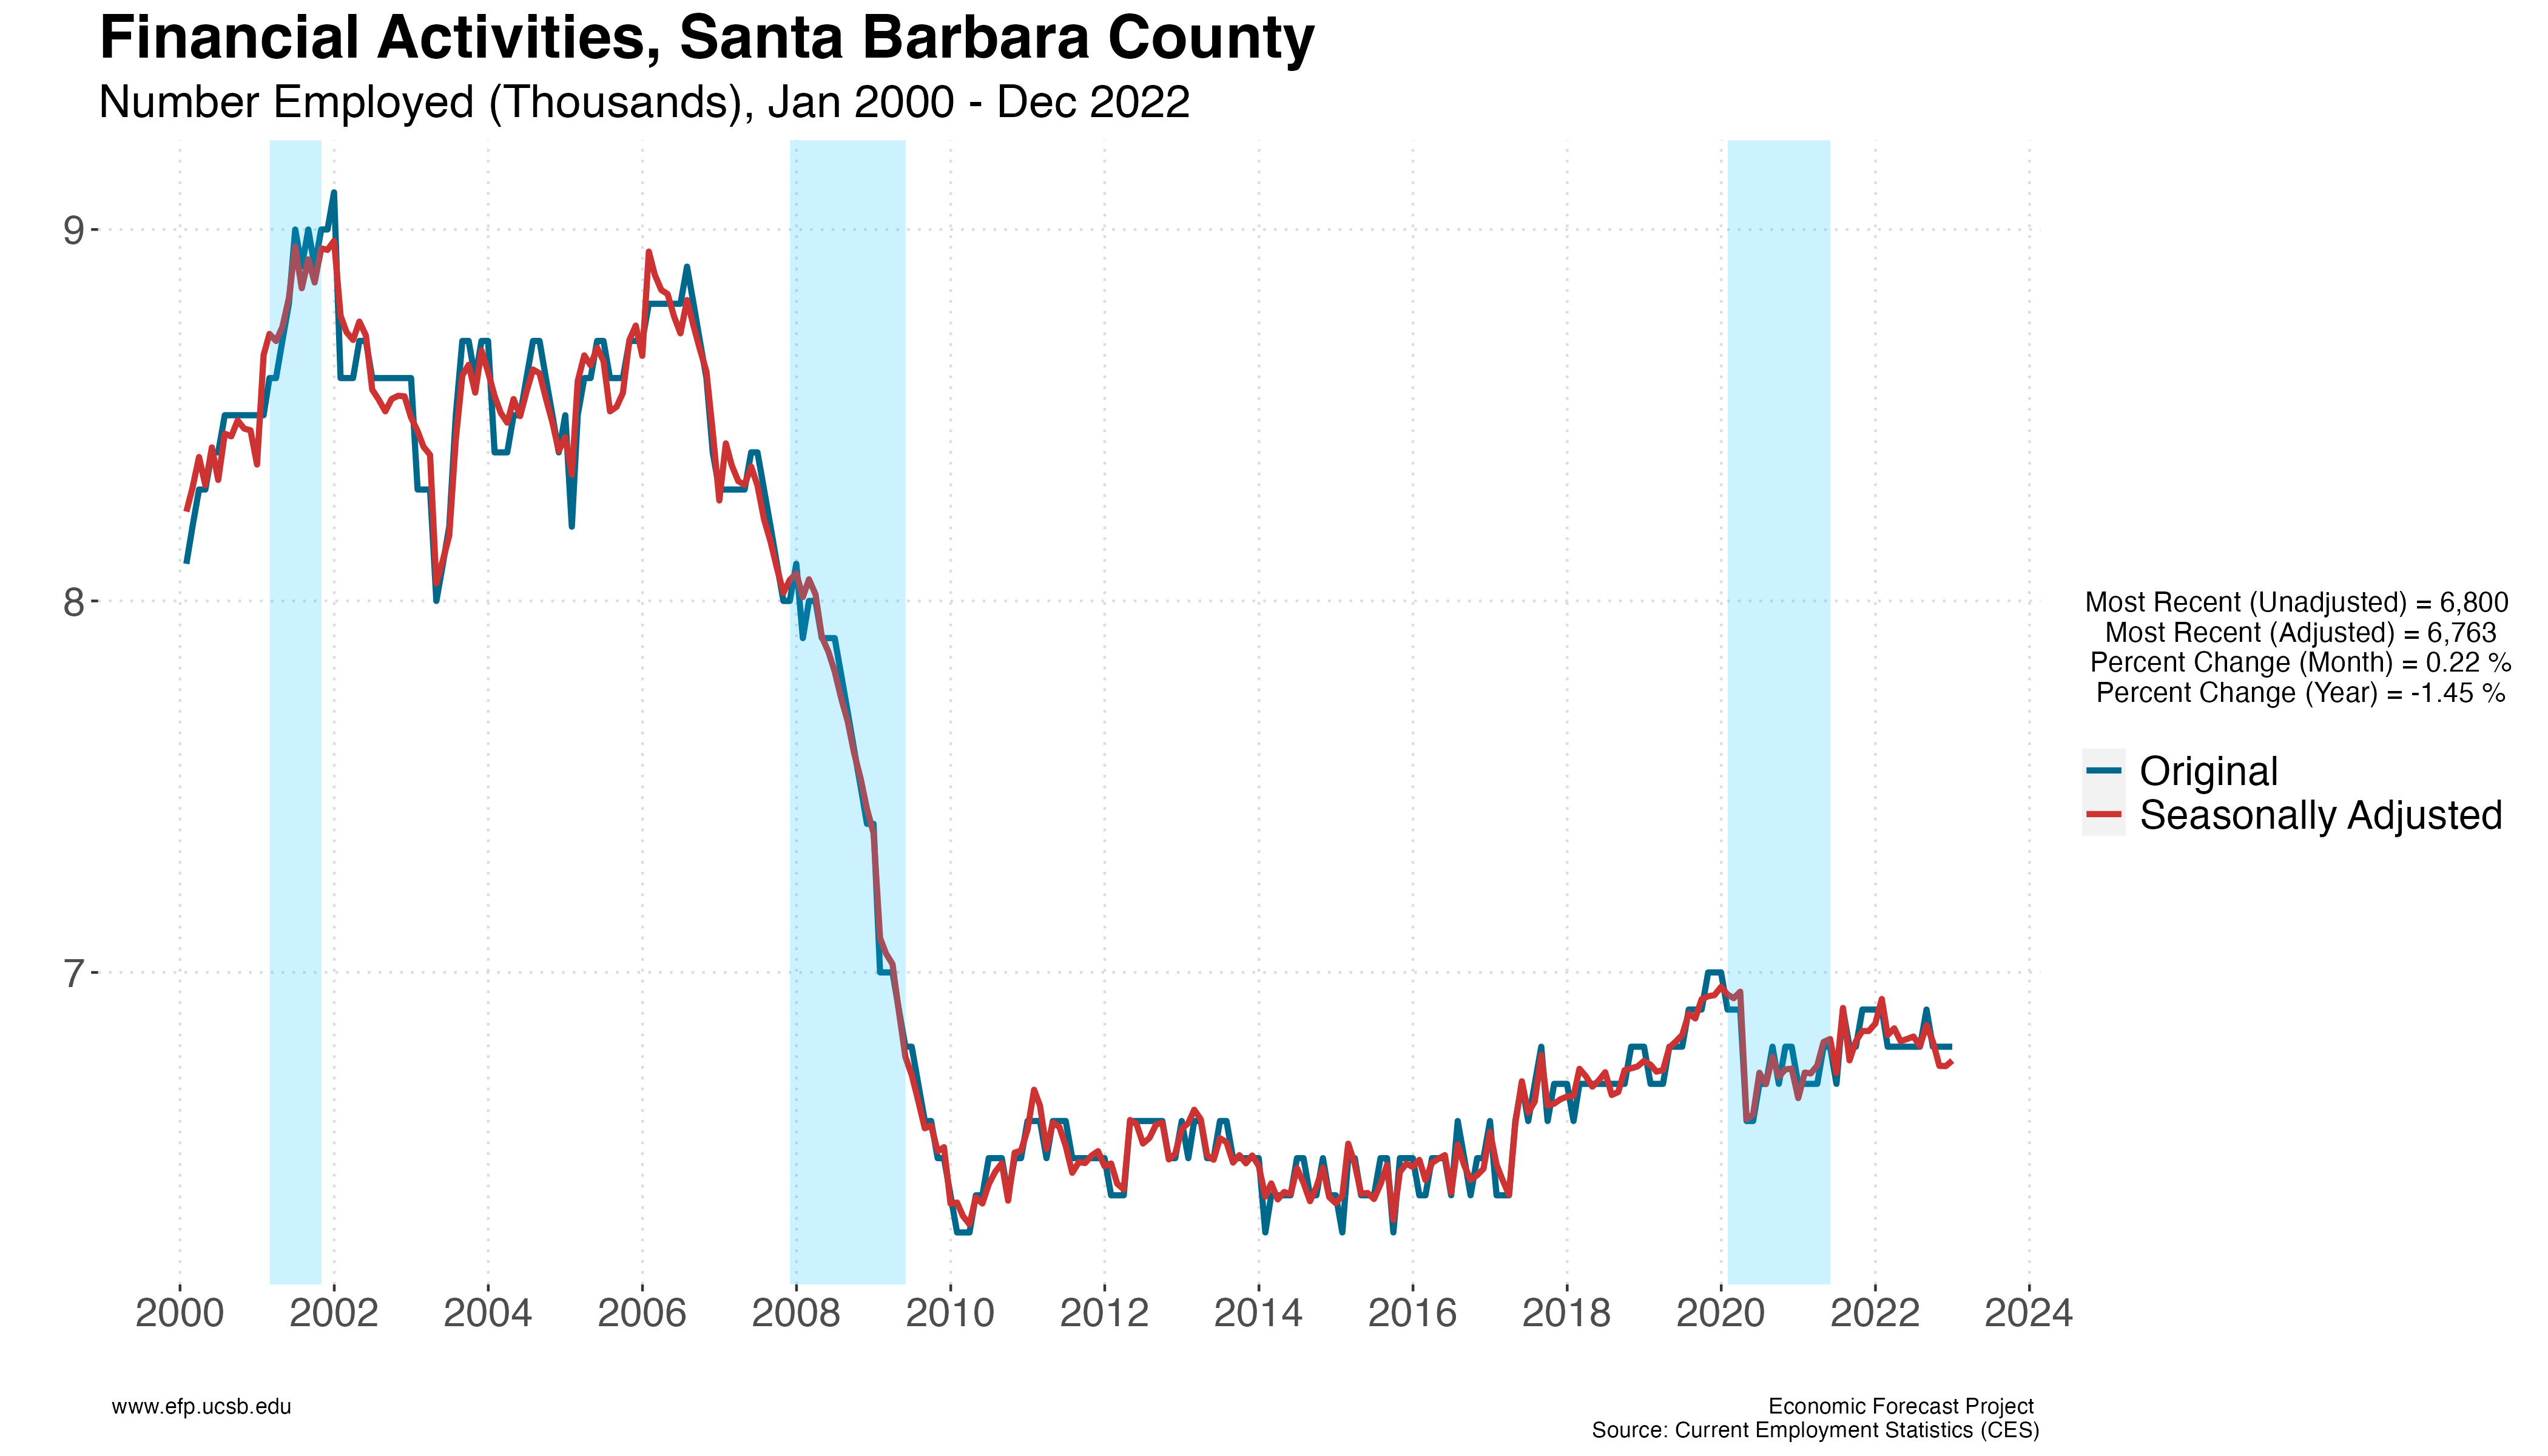 Financial Activities, Santa Barbara County
Number Employed (Thousands), Jan 2000 - Dec 2022
9
8
7
2000 2002 2004 2006 2008 2010 2012 2014 2016 2018 2020 2022 2024
Most Recent (Unadjusted) = 6,800
Most Recent (Adjusted) = 6,763
Percent Change (Month) = 0.22 %
Percent Change (Year) = -1.45 %
Original
Seasonally Adjusted
www.efp.ucsb.edu
Economic Forecast Project
Source: Current Employment Statistics (CES)